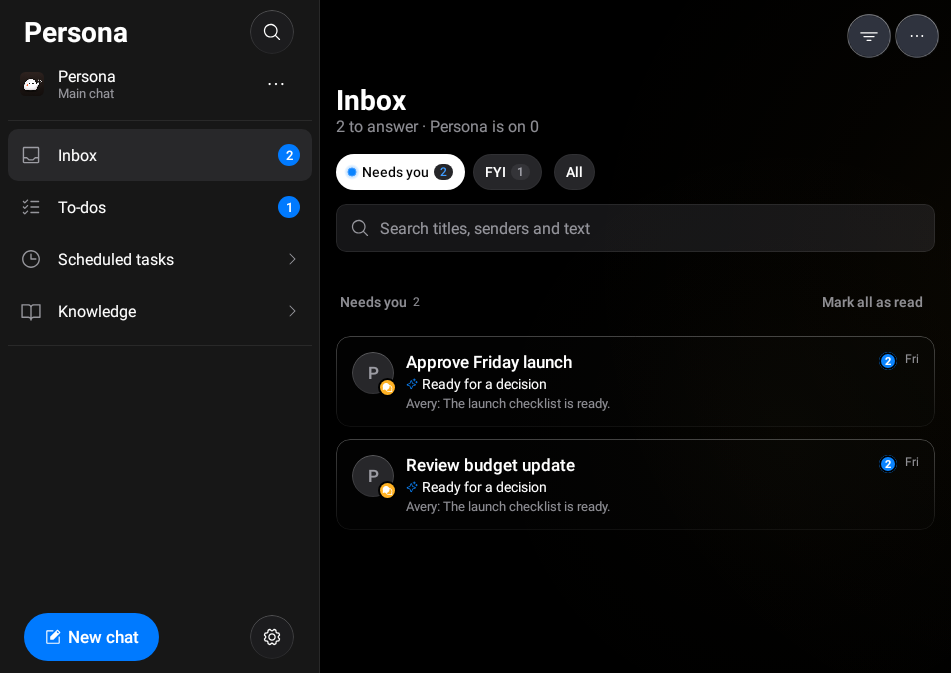 Persona
Persona
Main chat
Inbox 2
To-dos 1
Scheduled tasks
Knowledge
New chat
Inbox
2 to answer · Persona is on 0
Needs you 2 FYI 1 All
Search titles, senders and text
Needs you 2 Mark all as read
P
Approve Friday launch 2 Fri
Ready for a decision
Avery: The launch checklist is ready.
P
Review budget update 2 Fri
Ready for a decision
Avery: The launch checklist is ready.